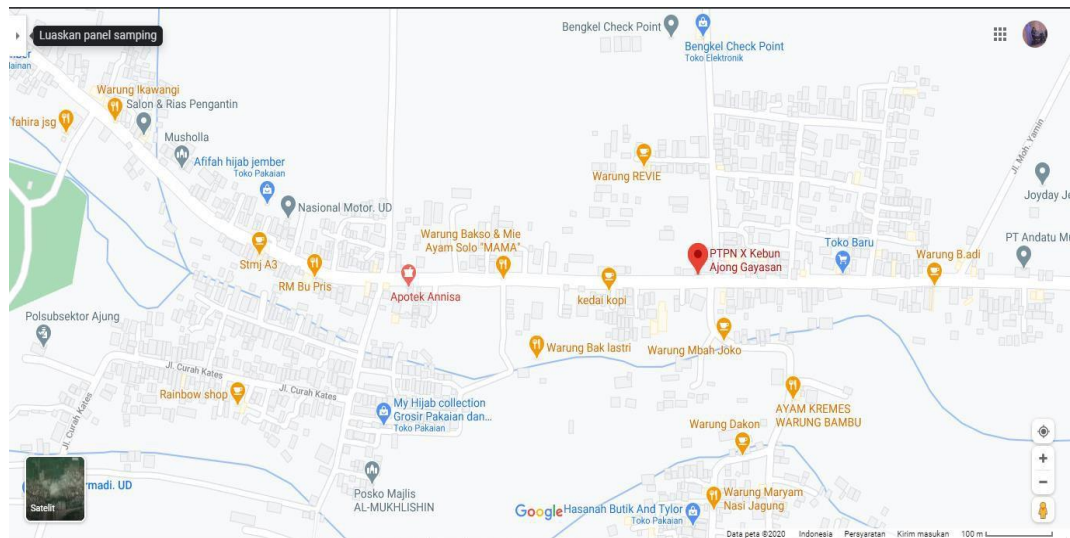 Luaskan panel samping
Bengkel Check Point
Bengkel Check Point
Toko Elektronik
Warung Ikawangi
Salon & Rias Pengantin
fahira jsg
Musholla
Afifah hijab jember
Toko Pakaian
Nasional Motor. UD
Warung REVIE
Jl. Moh. Yamin
Joyday Je
Warung Bakso & Mie
Ayam Solo "MAMA"
Stmj A3
RM Bu Pris
Apotek Annisa
kedai kopi
PTPN X Kebun
Ajong Gayasan
Toko Baru
Warung B.adi
PT Andatu Mu
Polsubsektor Ajung
Warung Bak lastri
Warung Mbah Joko
Jl. Curah Kates
Jl. Curah Kates
Jl. Curah Kates
Rainbow shop
My Hijab collection
Grosir Pakaian dan...
Toko Pakaian
AYAM KREMES
WARUNG BAMBU
Warung Dakon
Posko Majlis
AL-MUKHLISHIN
rmadi. UD
Satelit
Warung Maryam
Nasi Jagung
Google
Hasanah Butik And Tylor
Toko Pakaian
Data peta ©2020 Indonesia Persyaratan Kirim masukan 100 m